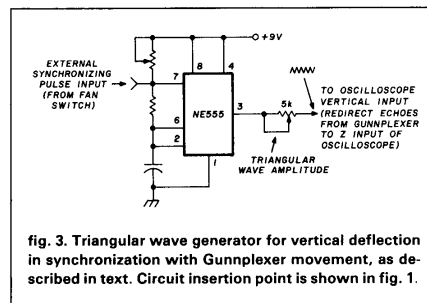 +9V
EXTERNAL
SYNCHRONIZING
PULSE INPUT
(FROM FAN
SWITCH)
8
4
7
NE555
3
6
2
1
5k
TRIANGULAR
WAVE AMPLITUDE
TO OSCILLOSCOPE
VERTICAL INPUT
(REDIRECT ECHOES
FROM GUNNPLEXER
TO Z INPUT OF
OSCILLOSCOPE)
fig. 3. Triangular wave generator for vertical deflection
in synchronization with Gunnplexer movement, as de-
scribed in text. Circuit insertion point is shown in fig. 1.